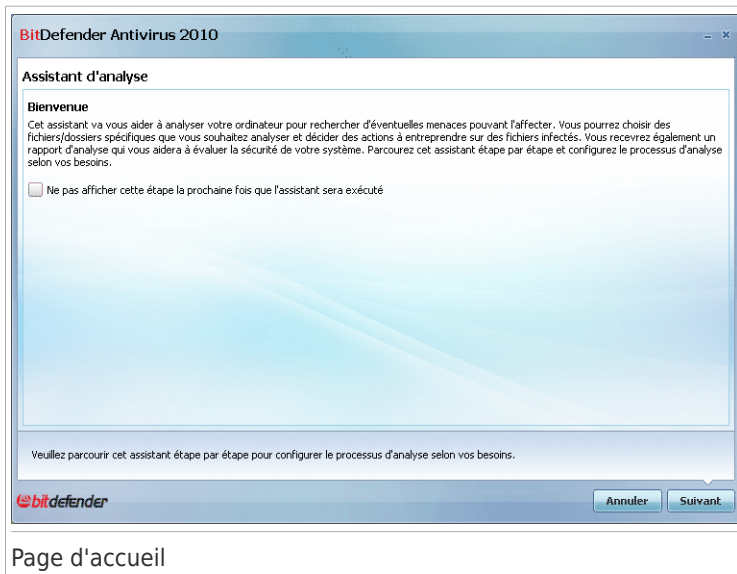 BitDefender Antivirus 2010
Assistant d'analyse
Bienvenue
Cet assistant va vous aider à analyser votre ordinateur pour rechercher d'éventuelles menaces pouvant l'affecter. Vous pourrez choisir des
fichiers/dossiers spécifiques que vous souhaitez analyser et décider des actions à entreprendre sur des fichiers infectés. Vous recevrez également un
rapport d'analyse qui vous aidera à évaluer la sécurité de votre système. Parcourez cet assistant étape par étape et configurez le processus d'analyse
selon vos besoins.
Ne pas afficher cette étape la prochaine fois que l'assistant sera exécuté
Veuillez parcourir cet assistant étape par étape pour configurer le processus d'analyse selon vos besoins.
bitdefender
Annuler Suivant
Page d'accueil